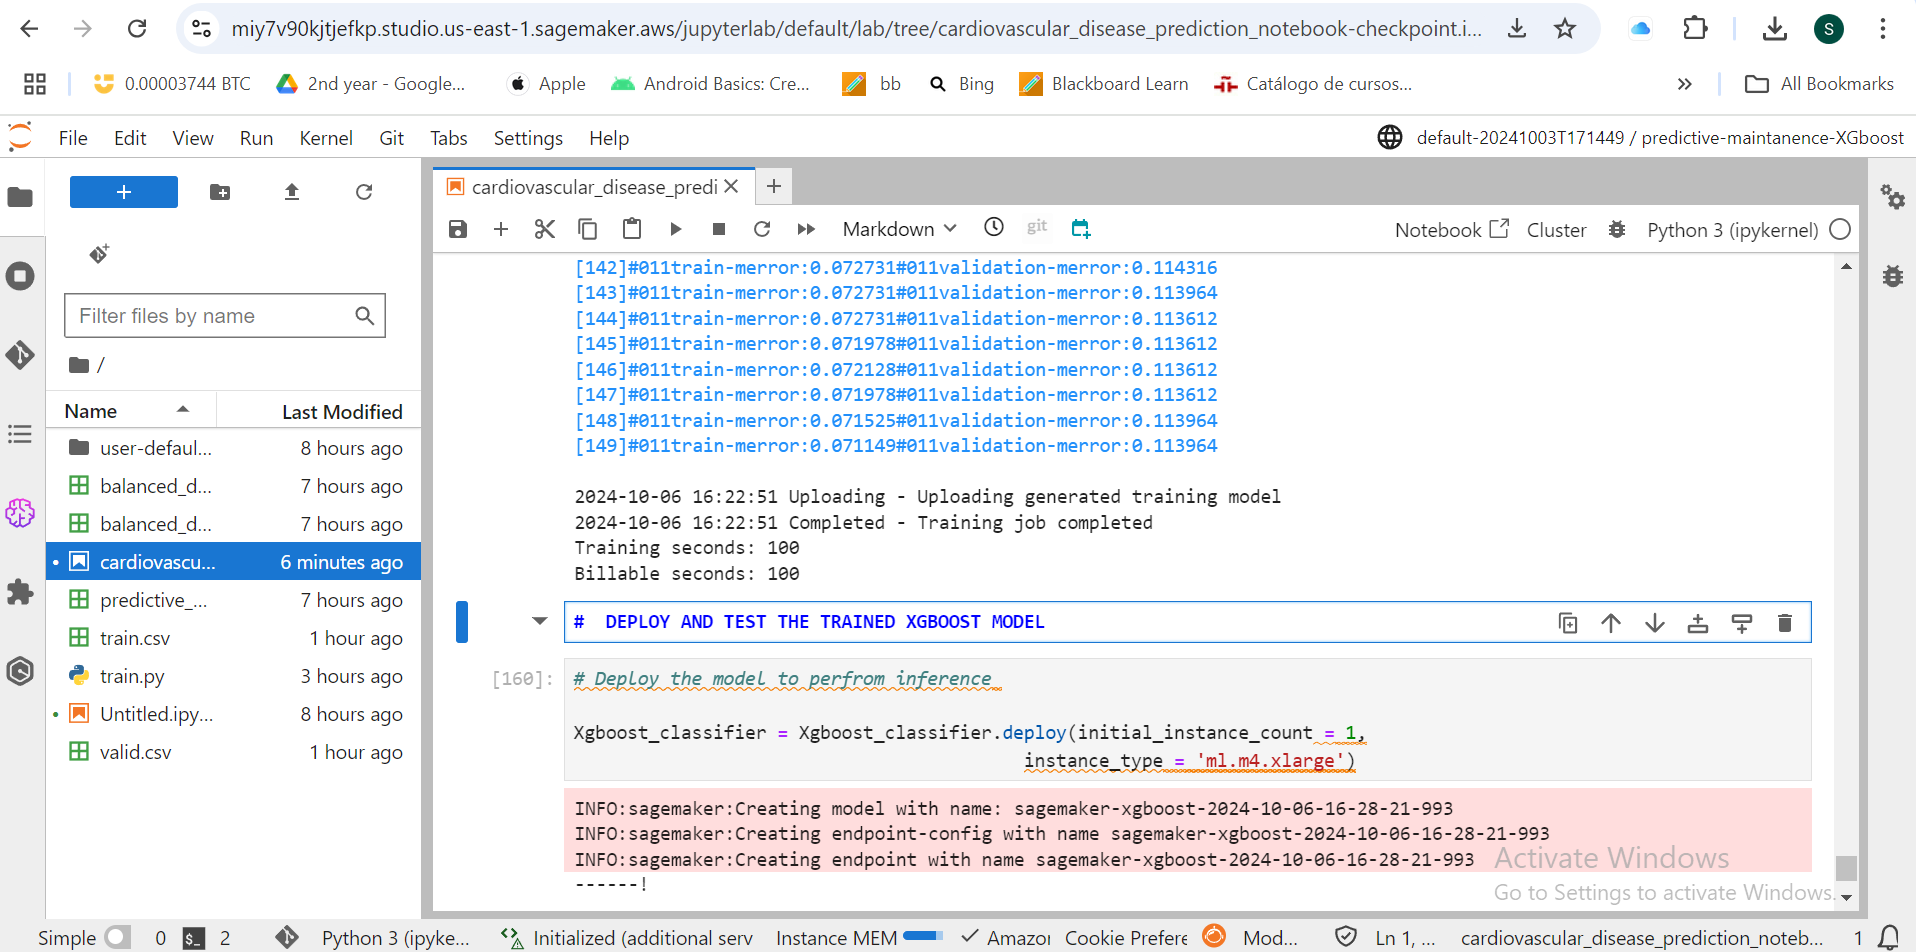 miy7v90kjtjefkp.studio.us-east-1.sagemaker.aws/jupyterlab/default/lab/tree/cardiovascular_disease_prediction_notebook-checkpoint.i...
S
0.00003744 BTC
2nd year - Google...
Apple
Android Basics: Cre...
bb
Bing
Blackboard Learn
Catálogo de cursos...
All Bookmarks
File Edit View Run Kernel Git Tabs Settings Help
default-20241003T171449 / predictive-maintanence-XGboost
cardiovascular_disease_predi
Markdown
git
Notebook
Cluster
Python 3 (ipykernel)
Filter files by name
/
Name Last Modified
user-defaul... 8 hours ago
balanced_d... 7 hours ago
balanced_d... 7 hours ago
cardiovascu... 6 minutes ago
predictive_... 7 hours ago
train.csv 1 hour ago
train.py 3 hours ago
Untitled.ipy... 8 hours ago
valid.csv 1 hour ago
[142]#011train-merror:0.072731#011validation-merror:0.114316
[143]#011train-merror:0.072731#011validation-merror:0.113964
[144]#011train-merror:0.072731#011validation-merror:0.113612
[145]#011train-merror:0.071978#011validation-merror:0.113612
[146]#011train-merror:0.072128#011validation-merror:0.113612
[147]#011train-merror:0.071978#011validation-merror:0.113612
[148]#011train-merror:0.071525#011validation-merror:0.113964
[149]#011train-merror:0.071149#011validation-merror:0.113964
2024-10-06 16:22:51 Uploading - Uploading generated training model
2024-10-06 16:22:51 Completed - Training job completed
Training seconds: 100
Billable seconds: 100
# DEPLOY AND TEST THE TRAINED XGBOOST MODEL
[160]:
# Deploy the model to perfrom inference
Xgboost_classifier = Xgboost_classifier.deploy(initial_instance_count = 1,
instance_type = 'ml.m4.xlarge')
INFO:sagemaker:Creating model with name: sagemaker-xgboost-2024-10-06-16-28-21-993
INFO:sagemaker:Creating endpoint-config with name sagemaker-xgboost-2024-10-06-16-28-21-993
INFO:sagemaker:Creating endpoint with name sagemaker-xgboost-2024-10-06-16-28-21-993
------!
Activate Windows
Go to Settings to activate Windows.
Simple 0 2 Python 3 (ipyke... Initialized (additional serv Instance MEM Amazor Cookie Prefere Mod... Ln 1, ... cardiovascular_disease_prediction_noteb... 1